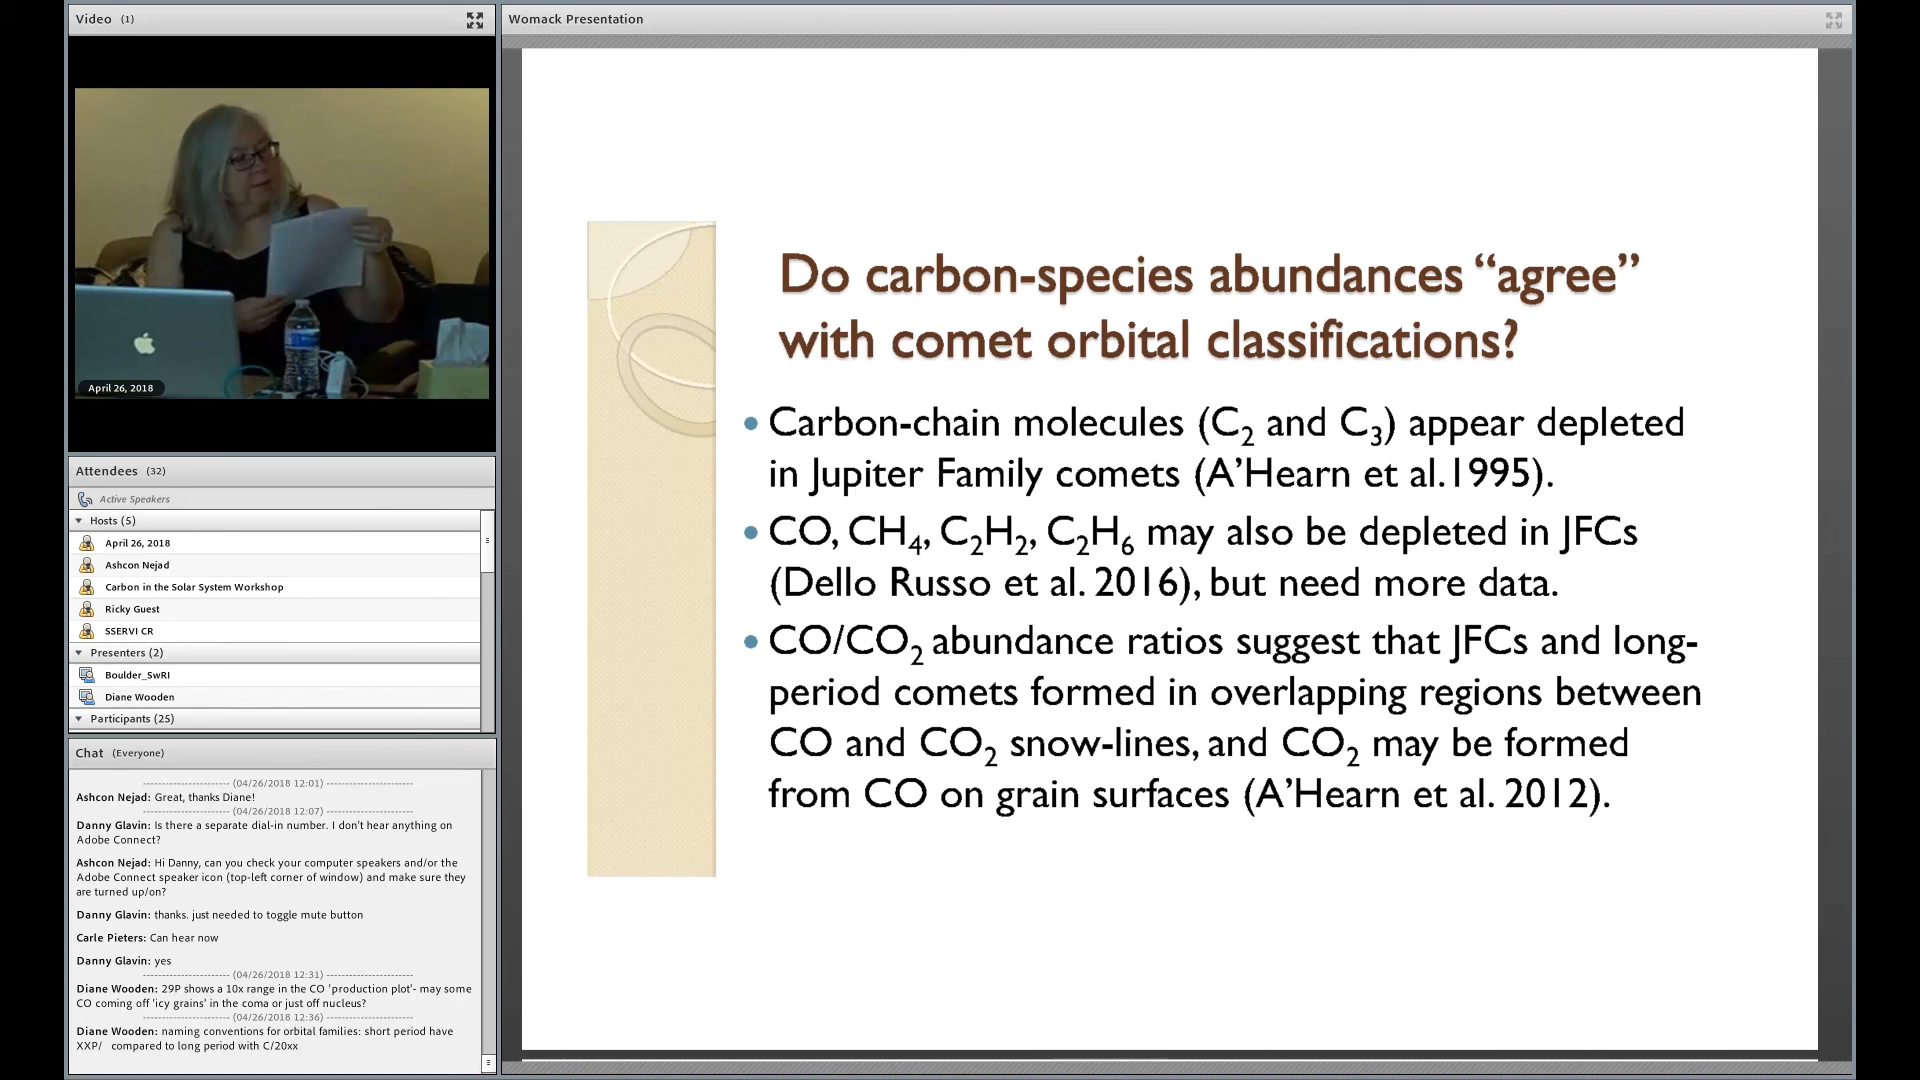 Video (1)
April 26, 2018
Attendees (32)
Active Speakers
Hosts (5)
April 26, 2018
Ashcon Nejad
Carbon in the Solar System Workshop
Ricky Guest
SSERVI CR
Presenters (2)
Boulder_SwRI
Diane Wooden
Participants (25)
Chat (Everyone)
---------------------- (04/26/2018 12:01) ----------------------
Ashcon Nejad: Great, thanks Diane!
---------------------- (04/26/2018 12:07) ----------------------
Danny Glavin: Is there a separate dial-in number. I don't hear anything on
Adobe Connect?
Ashcon Nejad: Hi Danny, can you check your computer speakers and/or the
Adobe Connect speaker icon (top-left corner of window) and make sure they
are turned up/on?
Danny Glavin: thanks. just needed to toggle mute button
Carle Pieters: Can hear now
Danny Glavin: yes
---------------------- (04/26/2018 12:31) ----------------------
Diane Wooden: 29P shows a 10x range in the CO 'production plot'- may some
CO coming off 'icy grains' in the coma or just off nucleus?
---------------------- (04/26/2018 12:36) ----------------------
Diane Wooden: naming conventions for orbital families: short period have
XXP/ compared to long period with C/20xx
Womack Presentation
Do carbon-species abundances “agree”
with comet orbital classifications?
• Carbon-chain molecules (C₂ and C₃) appear depleted
in Jupiter Family comets (A’Hearn et al.1995).
• CO, CH₄, C₂H₂, C₂H₆ may also be depleted in JFCs
(Dello Russo et al. 2016), but need more data.
• CO/CO₂ abundance ratios suggest that JFCs and long-
period comets formed in overlapping regions between
CO and CO₂ snow-lines, and CO₂ may be formed
from CO on grain surfaces (A’Hearn et al. 2012).